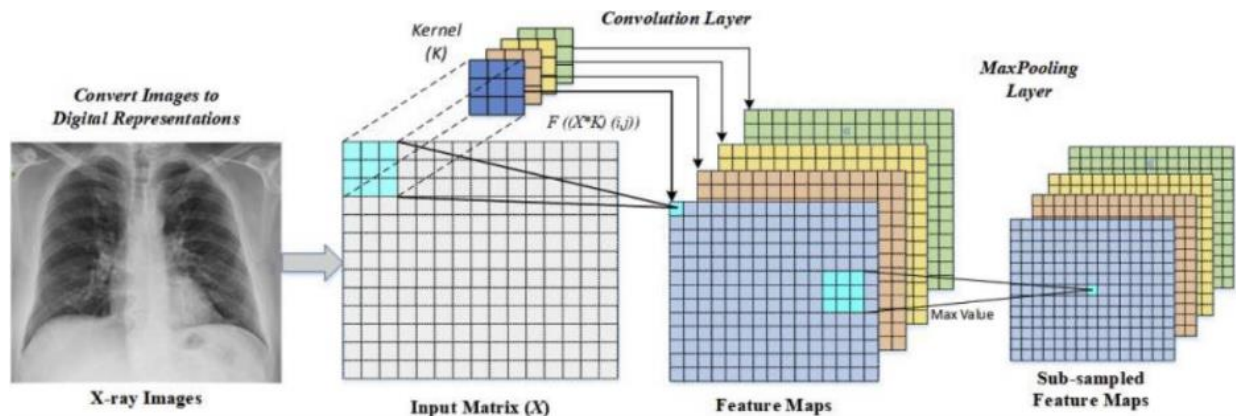 Convolution Layer
Kernel
(K)
MaxPooling
Layer
Convert Images to
Digital Representations
F ((X*K) (i,j))
Max Value
X-ray Images
Input Matrix (X)
Feature Maps
Sub-sampled
Feature Maps